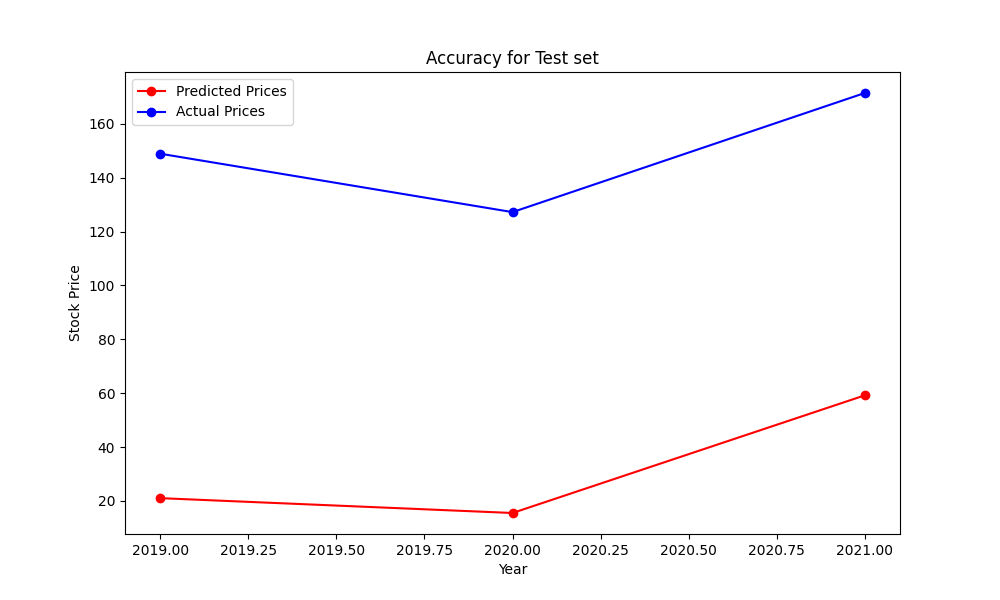 Accuracy for Test set
Predicted Prices
Actual Prices
160
140
120
100
80
60
40
20
Stock Price
2019.00 2019.25 2019.50 2019.75 2020.00 2020.25 2020.50 2020.75 2021.00
Year